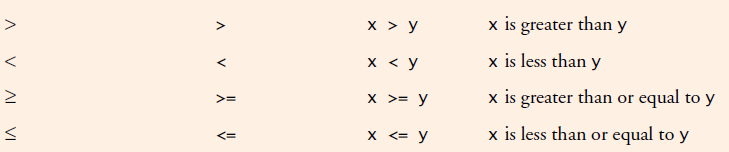 > > x > y x is greater than y
< < x < y x is less than y
≥ >= x >= y x is greater than or equal to y
≤ <= x <= y x is less than or equal to y